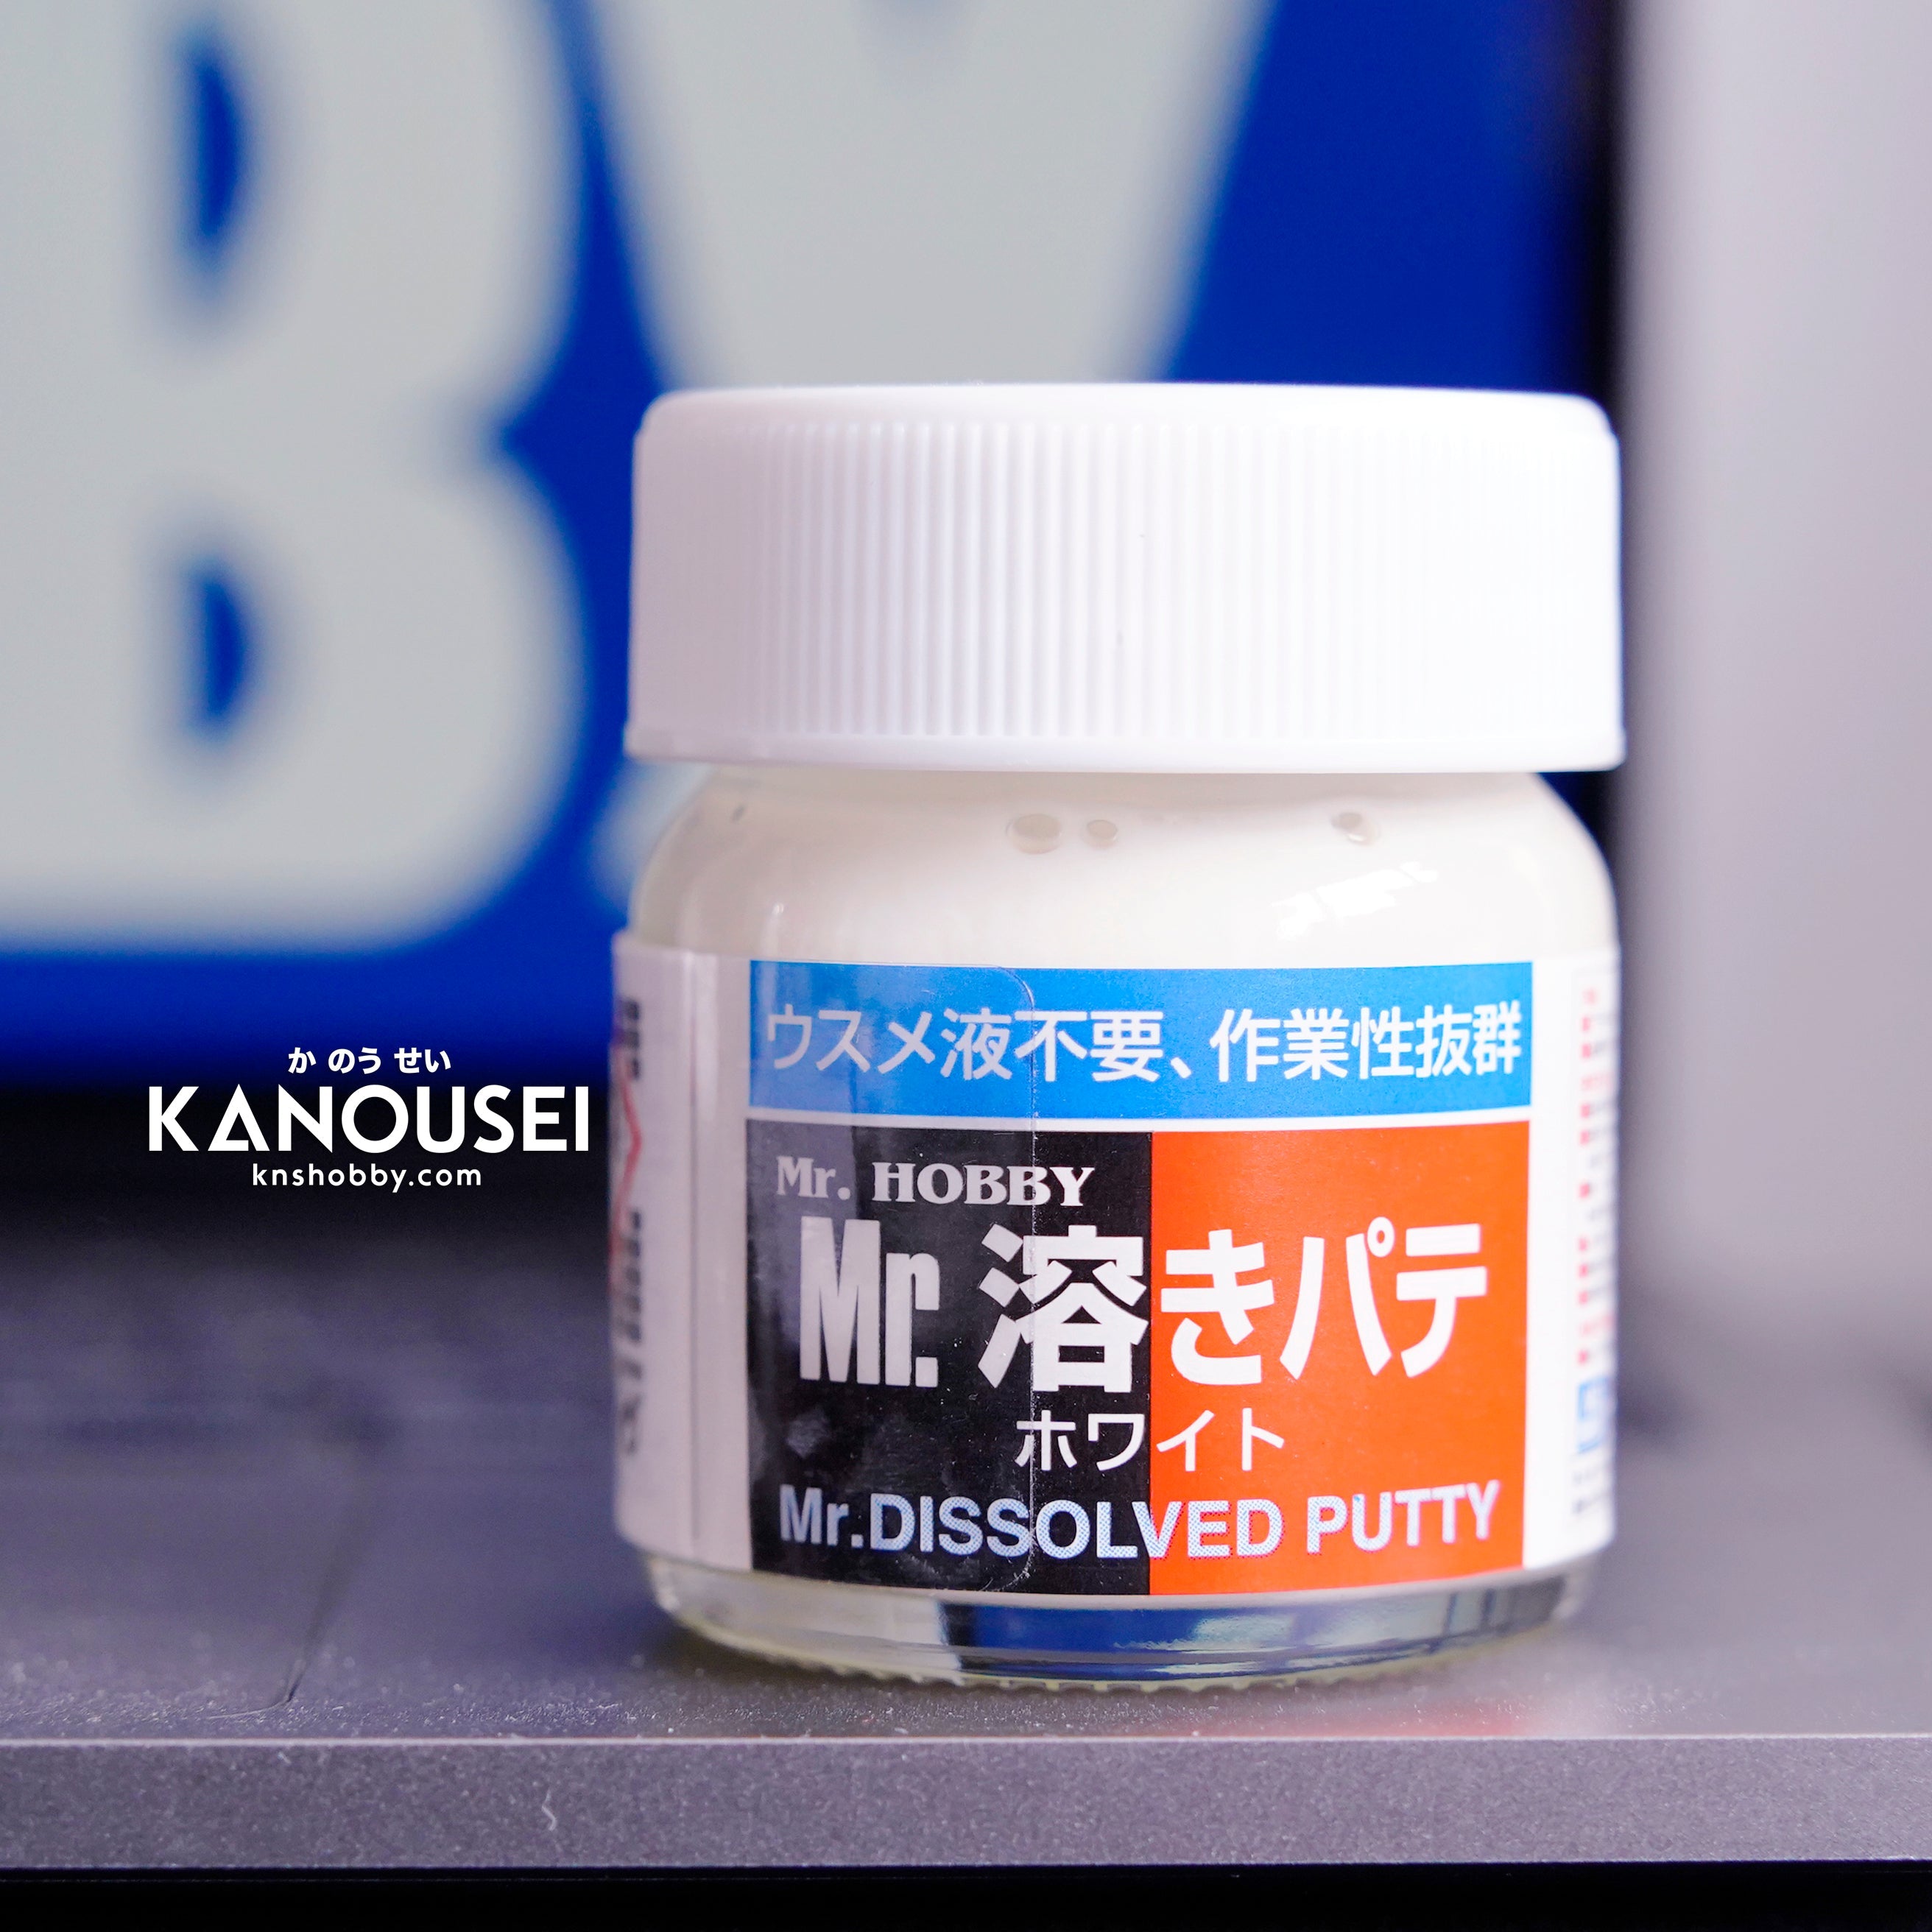 か のう せい
KANOUSEI
knshobby.com
ウスメ液不要、作業性抜群
Mr. HOBBY
Mr. 溶きパテ
ホワイト
Mr.DISSOLVED PUTTY